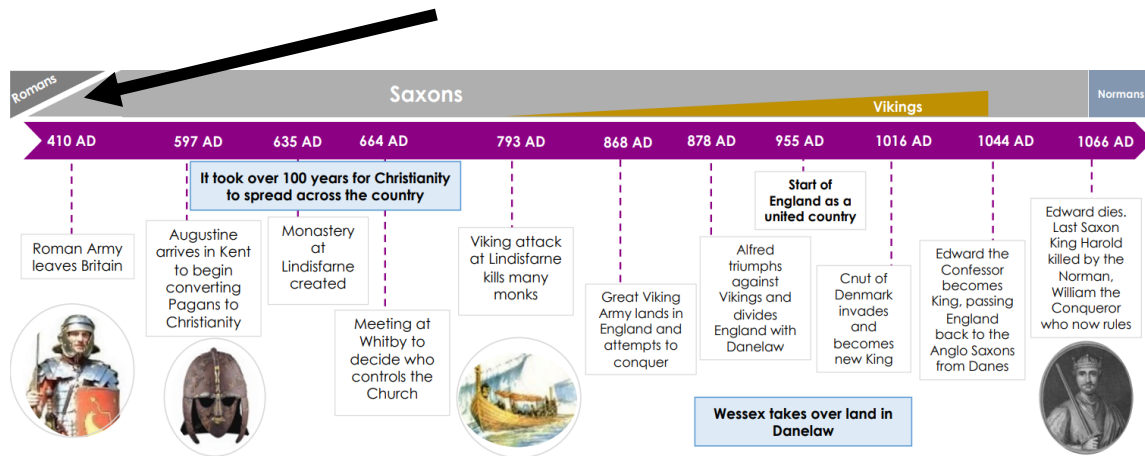 Romans
Saxons
Vikings
Normans
410 AD
597 AD
635 AD
664 AD
793 AD
868 AD
878 AD
955 AD
1016 AD
1044 AD
1066 AD
It took over 100 years for Christianity
to spread across the country
Start of
England as a
united country
Roman Army
leaves Britain
Augustine
arrives in Kent
to begin
converting
Pagans to
Christianity
Monastery
at
Lindisfarne
created
Meeting at
Whitby to
decide who
controls the
Church
Viking attack
at Lindisfarne
kills many
monks
Great Viking
Army lands in
England and
attempts to
conquer
Alfred
triumphs
against
Vikings and
divides
England with
Danelaw
Cnut of
Denmark
invades
and
becomes
new King
Edward the
Confessor
becomes
King, passing
England
back to the
Anglo Saxons
from Danes
Edward dies.
Last Saxon
King Harold
killed by the
Norman,
William the
Conqueror
who now rules
Wessex takes over land in
Danelaw